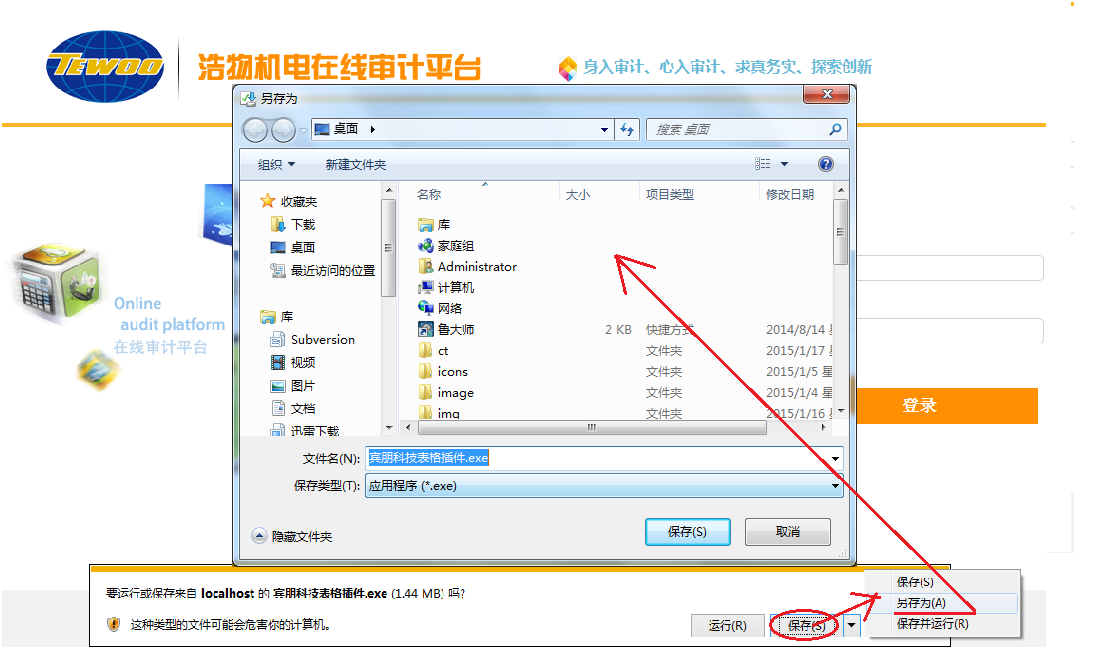 TEWOO
浩物机电在线审计平台
身入审计、心入审计、求真务实、探索创新
另存为
桌面
搜索 桌面
组织
新建文件夹
名称 大小 项目类型 修改日期
收藏夹
下载
桌面
最近访问的位置
库
Subversion
视频
图片
文档
迅雷下载
库
家庭组
Administrator
计算机
网络
鲁大师 2 KB 快捷方式 2014/8/14 星
ct 文件夹 2015/1/17 星
icons 文件夹 2015/1/5 星
image 文件夹 2015/1/4 星
img 文件夹 2015/1/16 星
Online
audit platform
在线审计平台
登录
文件名(N): 宾朋科技表格插件.exe
保存类型(T): 应用程序 (*.exe)
隐藏文件夹
保存(S)
取消
要运行或保存来自 localhost 的 宾朋科技表格插件.exe (1.44 MB) 吗?
这种类型的文件可能会危害你的计算机。
运行(R)
保存(S)
保存(S)
另存为(A)
保存并运行(R)